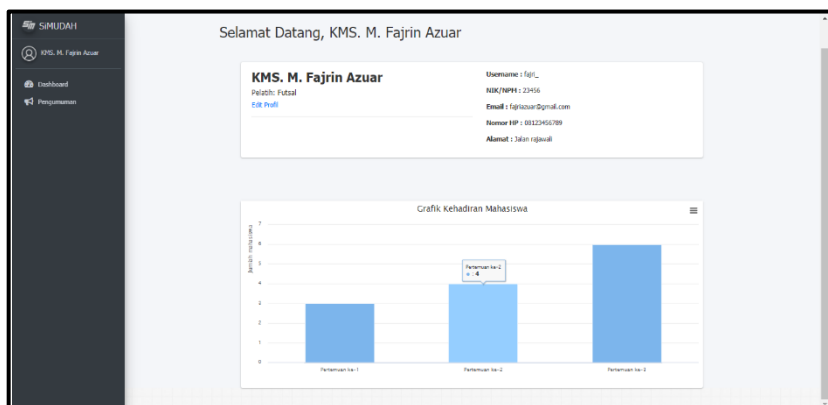 SiMUDAH
KMS. M. Fajrin Azuar
Dashboard
Pengumuman
Selamat Datang, KMS. M. Fajrin Azuar
KMS. M. Fajrin Azuar
Pelatih: Futsal
Edit Profil
Username : fajri_
NIK/NPM : 23456
Email : fajriazuar@gmail.com
Nomor HP : 08123456789
Alamat : Jalan rajawali
Grafik Kehadiran Mahasiswa
Jumlah mahasiswa
7
6
5
4
3
2
1
0
Pertemuan ke-2
: 4
Pertemuan ke-1
Pertemuan ke-2
Pertemuan ke-3